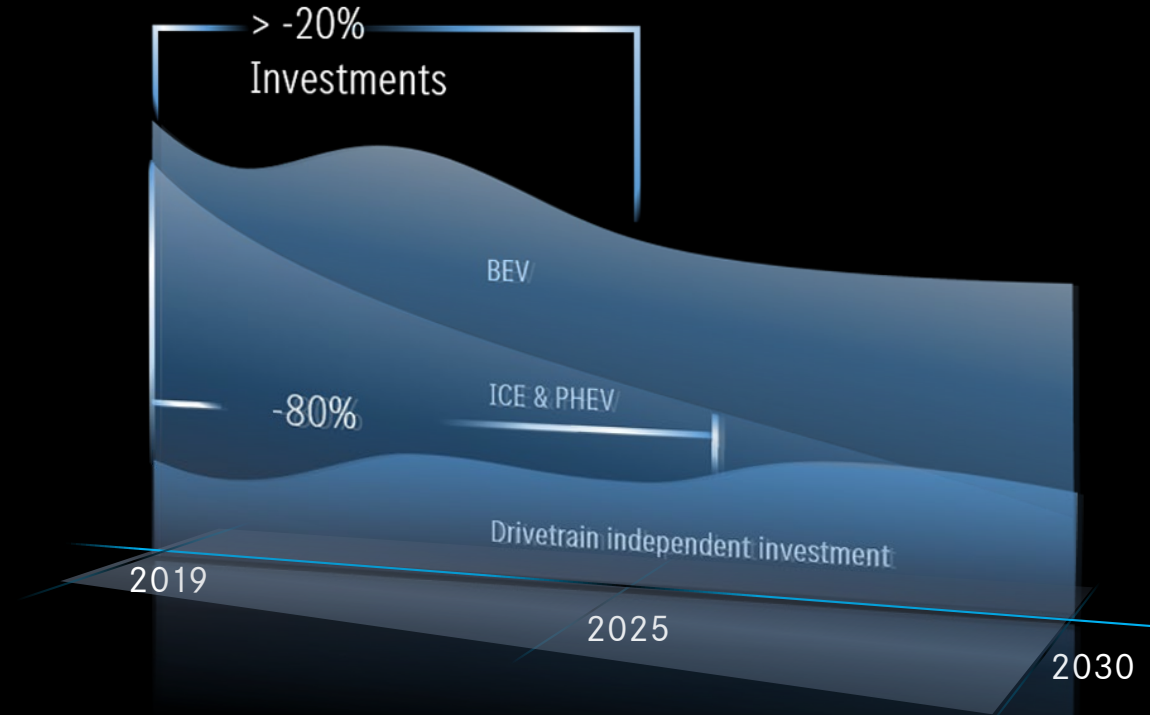 > -20%
Investments
BEV
ICE & PHEV
-80%
Drivetrain independent investment
2019
2025
2030